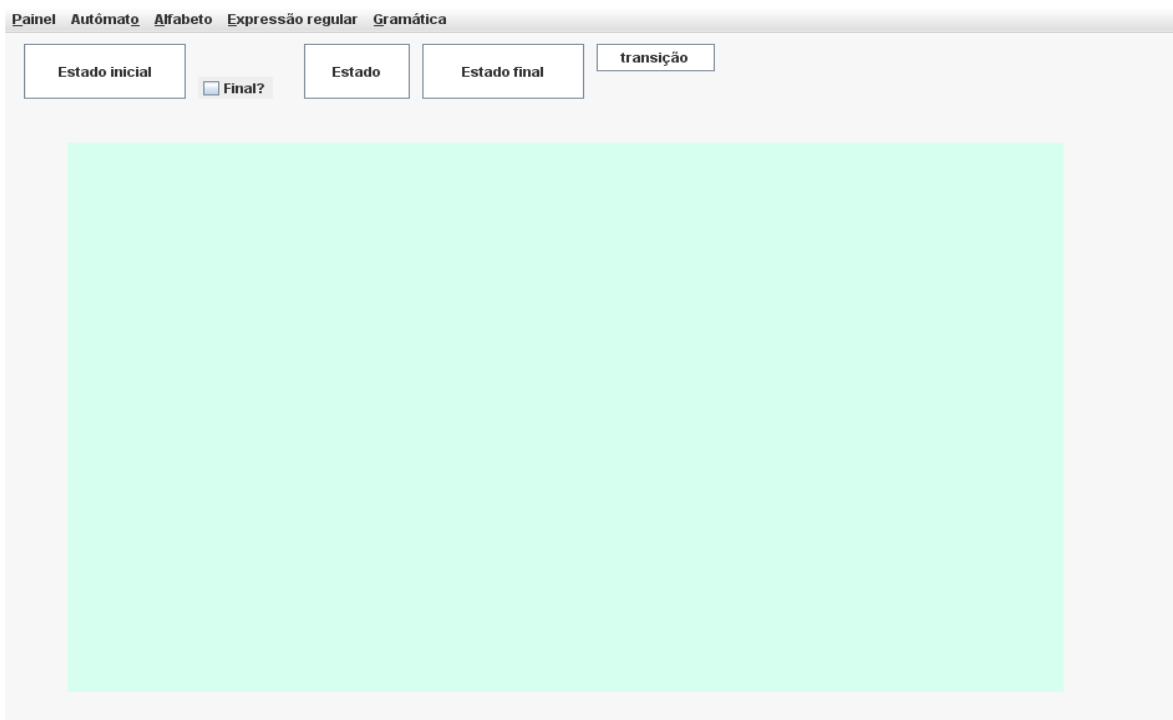 Painel Autômato Alfabeto Expressão regular Gramática
Estado inicial Final? Estado Estado final transição